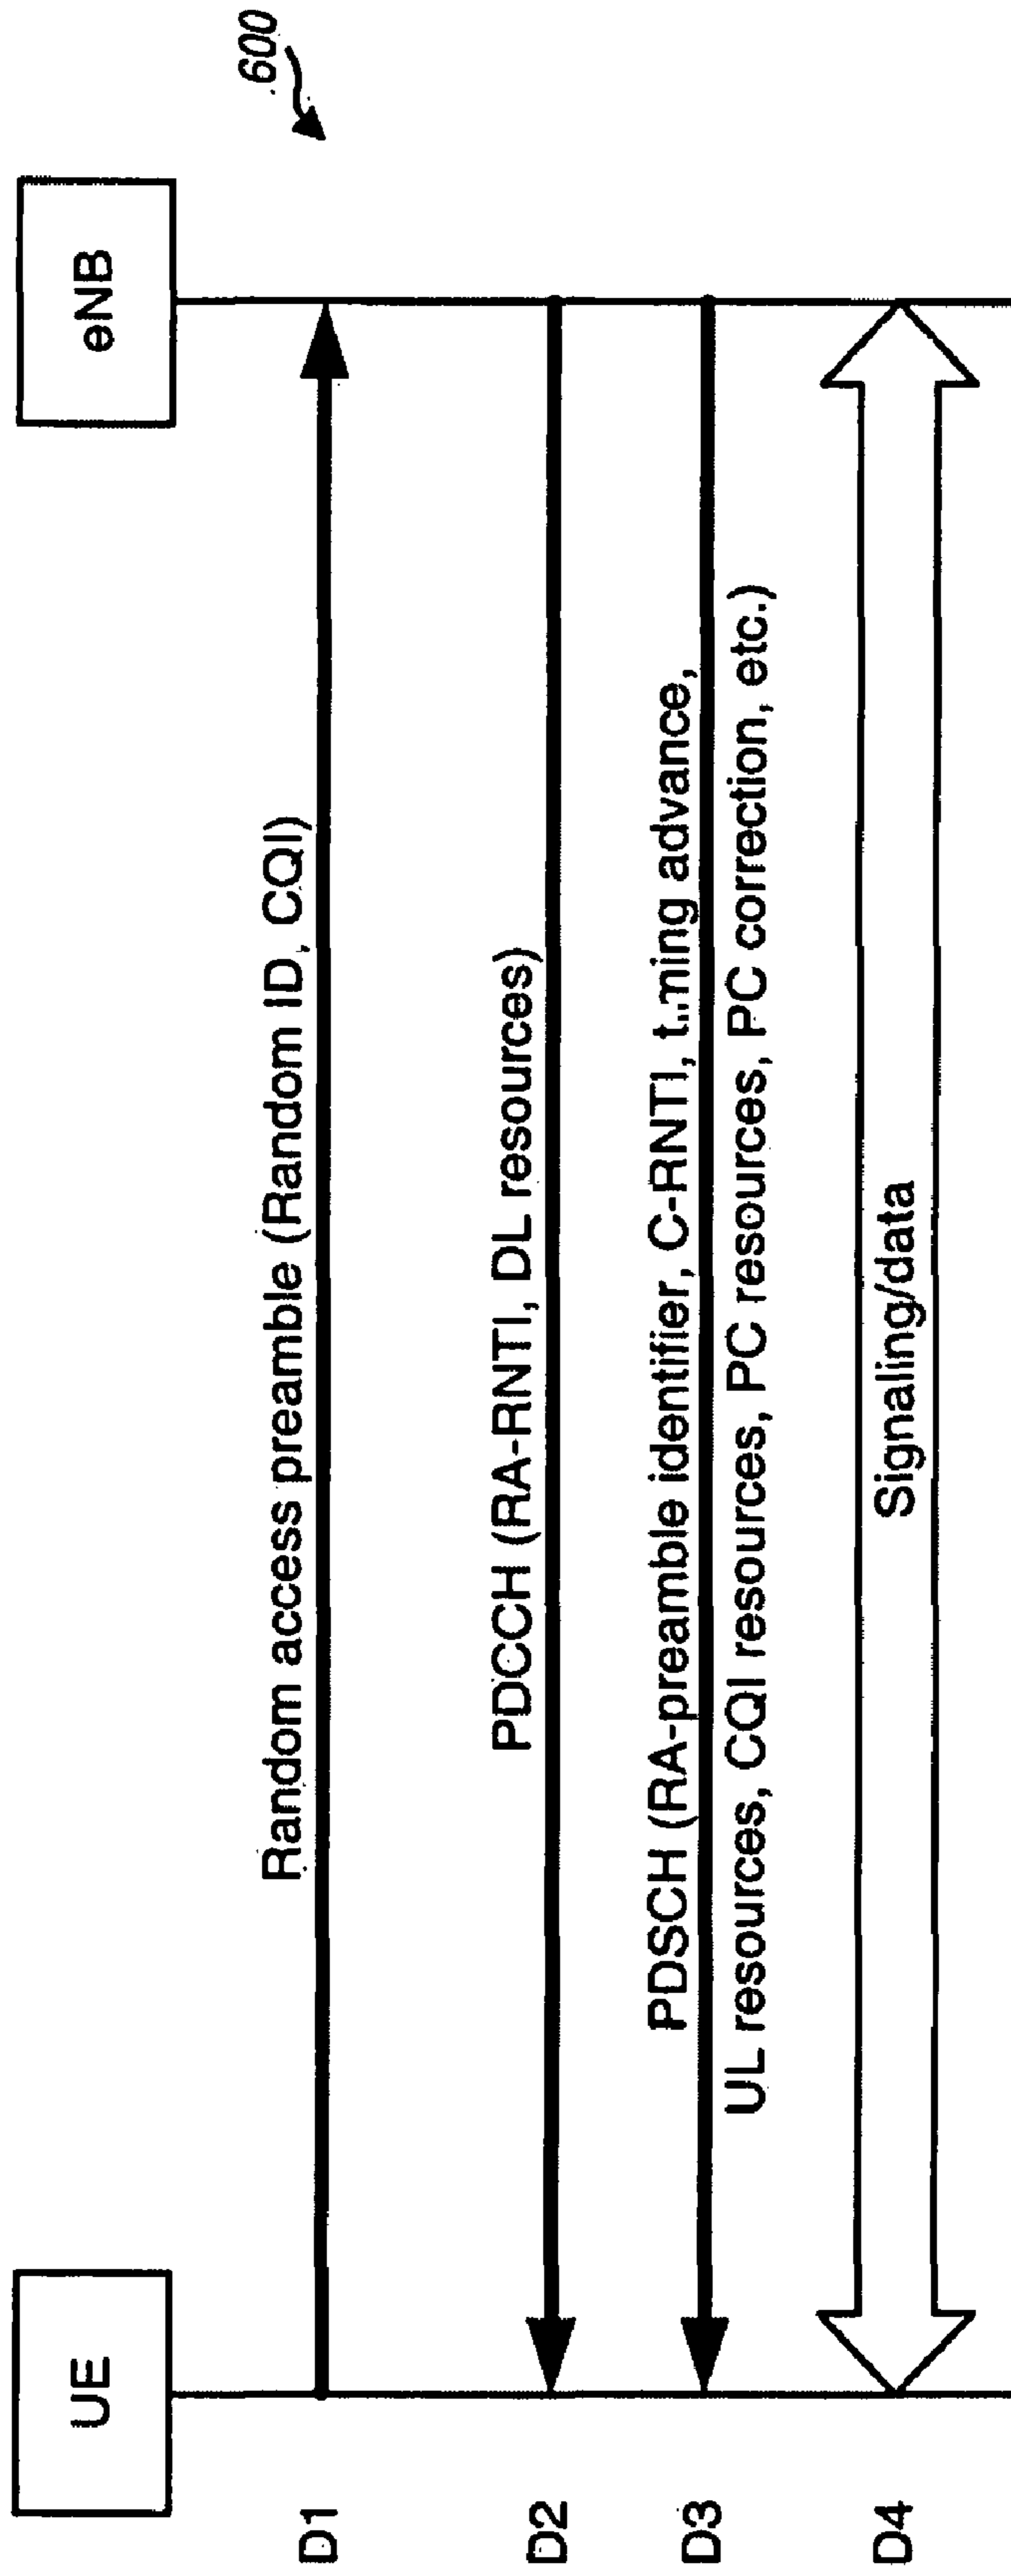 600
UE
eNB
D1
Random access preamble (Random ID, CQI)
D2
PDCCH (RA-RNTI, DL resources)
D3
PDSCH (RA-preamble identifier, C-RNTI, timing advance,
UL resources, CQI resources, PC resources, PC correction, etc.)
D4
Signaling/data